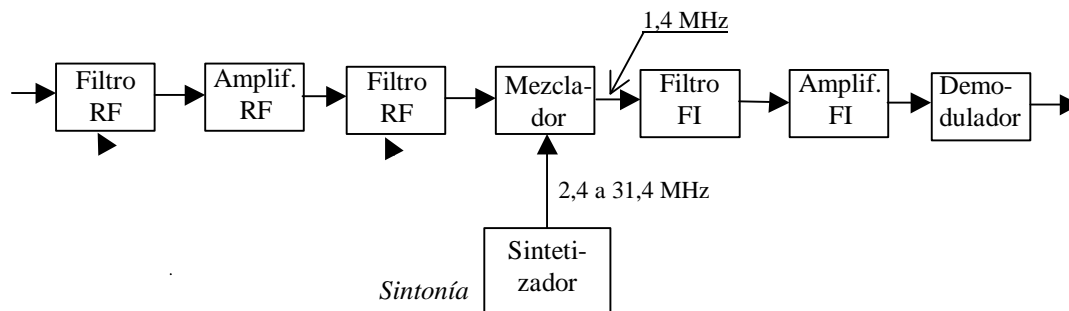 1,4 MHz
Filtro
RF
Amplif.
RF
Filtro
RF
Mezcla-
dor
Filtro
FI
Amplif.
FI
Demo-
dulador
2,4 a 31,4 MHz
Sinteti-
zador
Sintonía